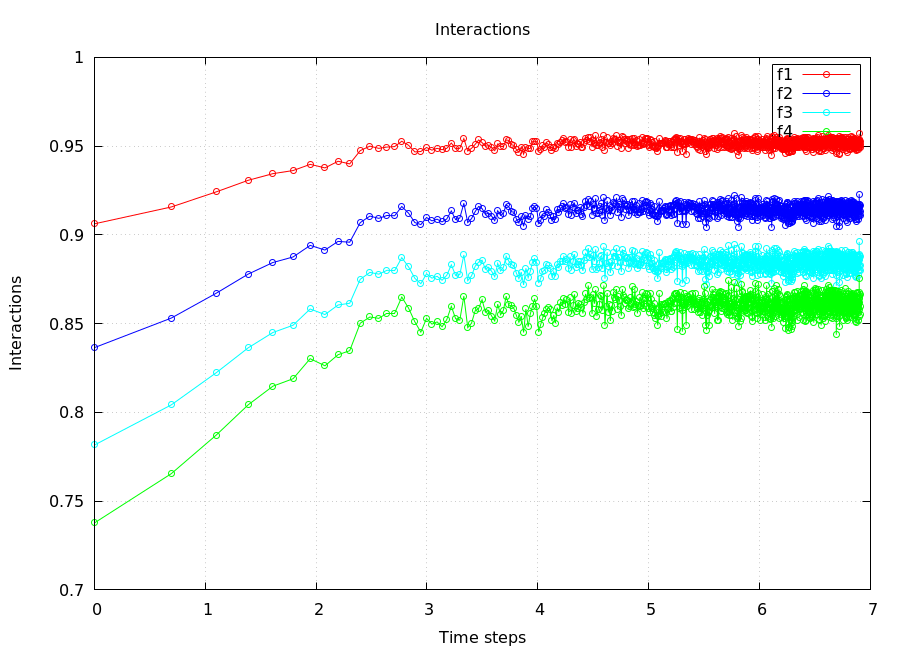 Interactions
1
0.95
0.9
0.85
0.8
0.75
0.7
Interactions
f1
f2
f3
f4
0 1 2 3 4 5 6 7
Time steps